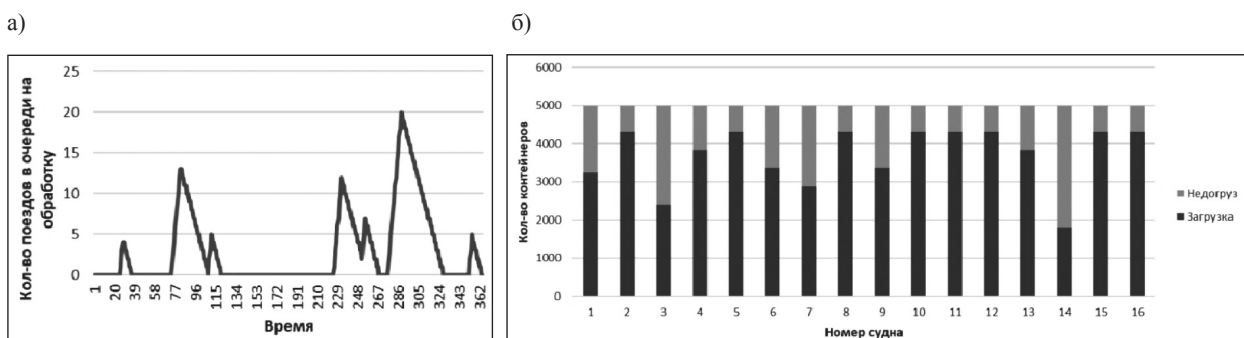 а)
б)
Кол-во поездов в очереди на
обработку
25
20
15
10
5
0
1 20 39 58 77 96 115 134 153 172 191 210 229 248 267 286 305 324 343 362
Время
Кол-во контейнеров
6000
5000
4000
3000
2000
1000
0
1 2 3 4 5 6 7 8 9 10 11 12 13 14 15 16
Номер судна
Недогруз
Загрузка